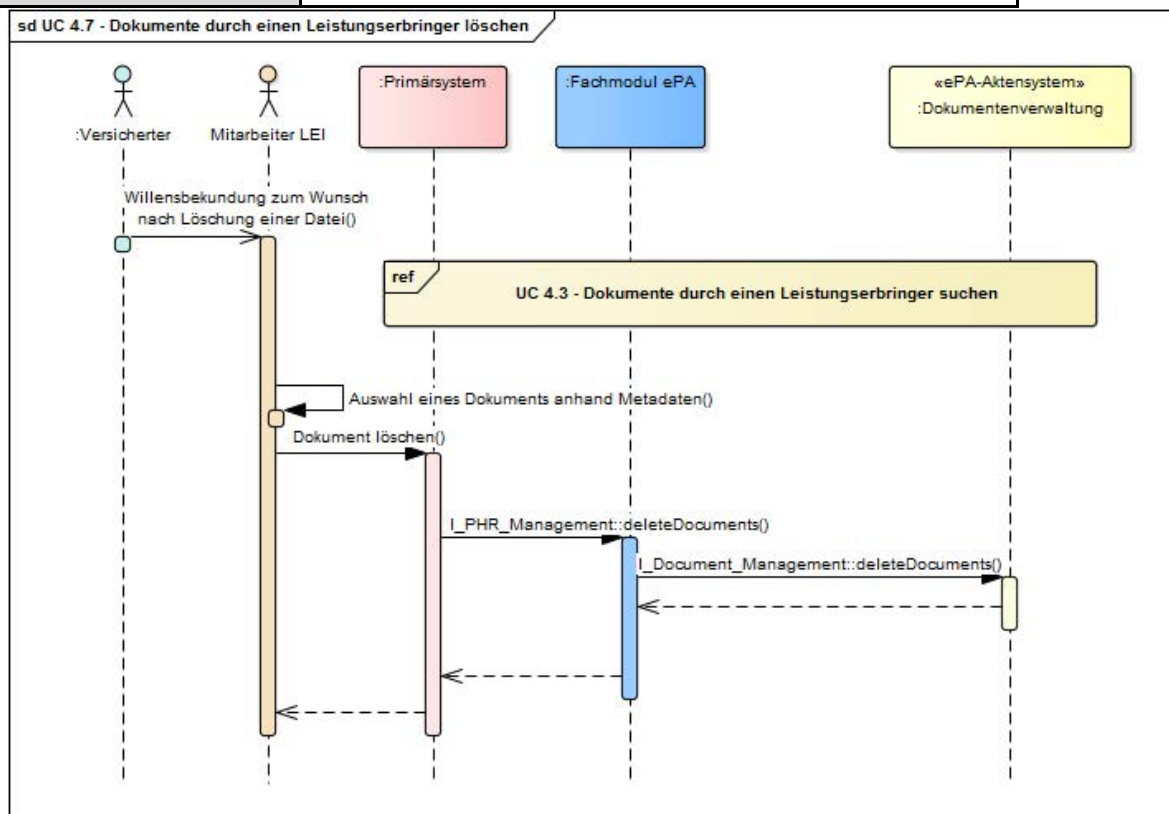 sd UC 4.7 - Dokumente durch einen Leistungserbringer löschen
:Versicherter
Mitarbeiter LEI
:Primärsystem
:Fachmodul ePA
«ePA-Aktensystem»
:Dokumentenverwaltung
Willensbekundung zum Wunsch
nach Löschung einer Datei()
ref
UC 4.3 - Dokumente durch einen Leistungserbringer suchen
Auswahl eines Dokuments anhand Metadaten()
Dokument löschen()
I_PHR_Management::deleteDocuments()
I_Document_Management::deleteDocuments()